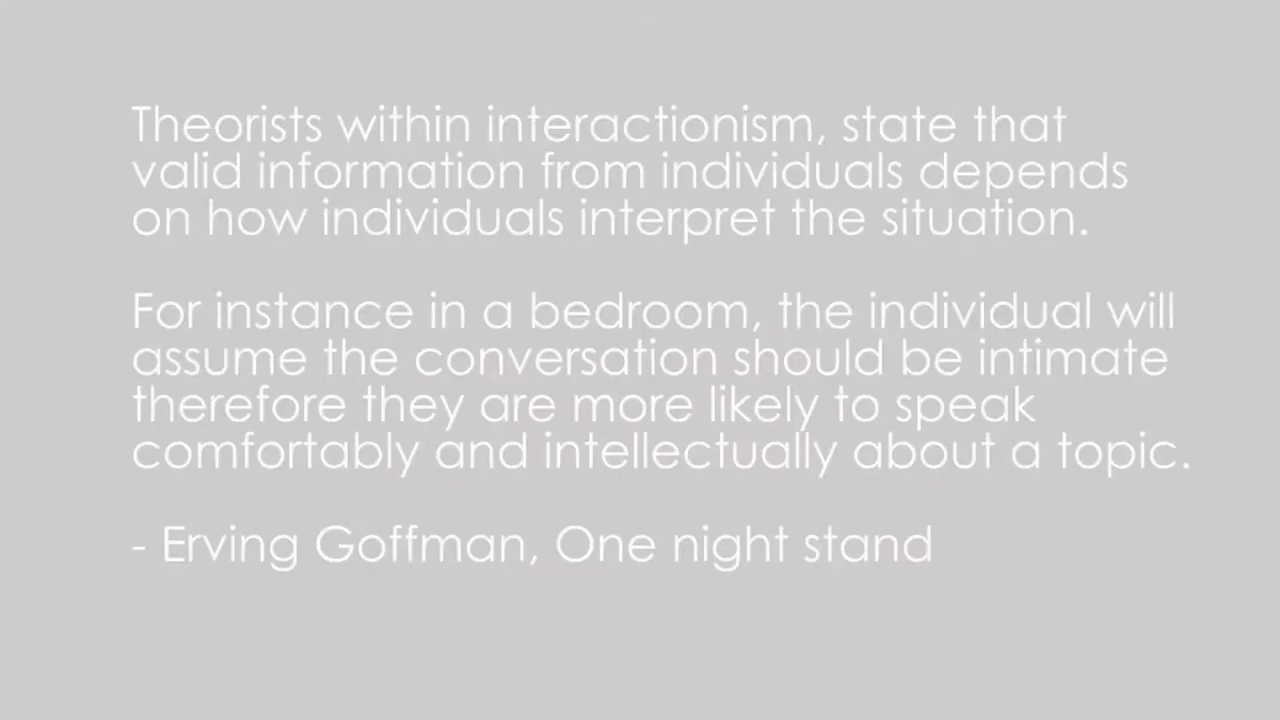 Theorists within interactionism, state that
valid information from individuals depends
on how individuals interpret the situation.
For instance in a bedroom, the individual will
assume the conversation should be intimate
therefore they are more likely to speak
comfortably and intellectually about a topic.
- Erving Goffman, One night stand